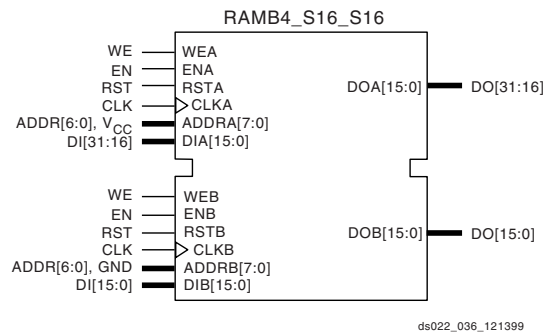 RAMB4_S16_S16
WE WEA
EN ENA
RST RSTA DOA[15:0] DO[31:16]
CLK CLKA
ADDR[6:0], VCC ADDRA[7:0]
DI[31:16] DIA[15:0]
WE WEB
EN ENB
RST RSTB DOB[15:0] DO[15:0]
CLK CLKB
ADDR[6:0], GND ADDRB[7:0]
DI[15:0] DIB[15:0]
ds022_036_121399